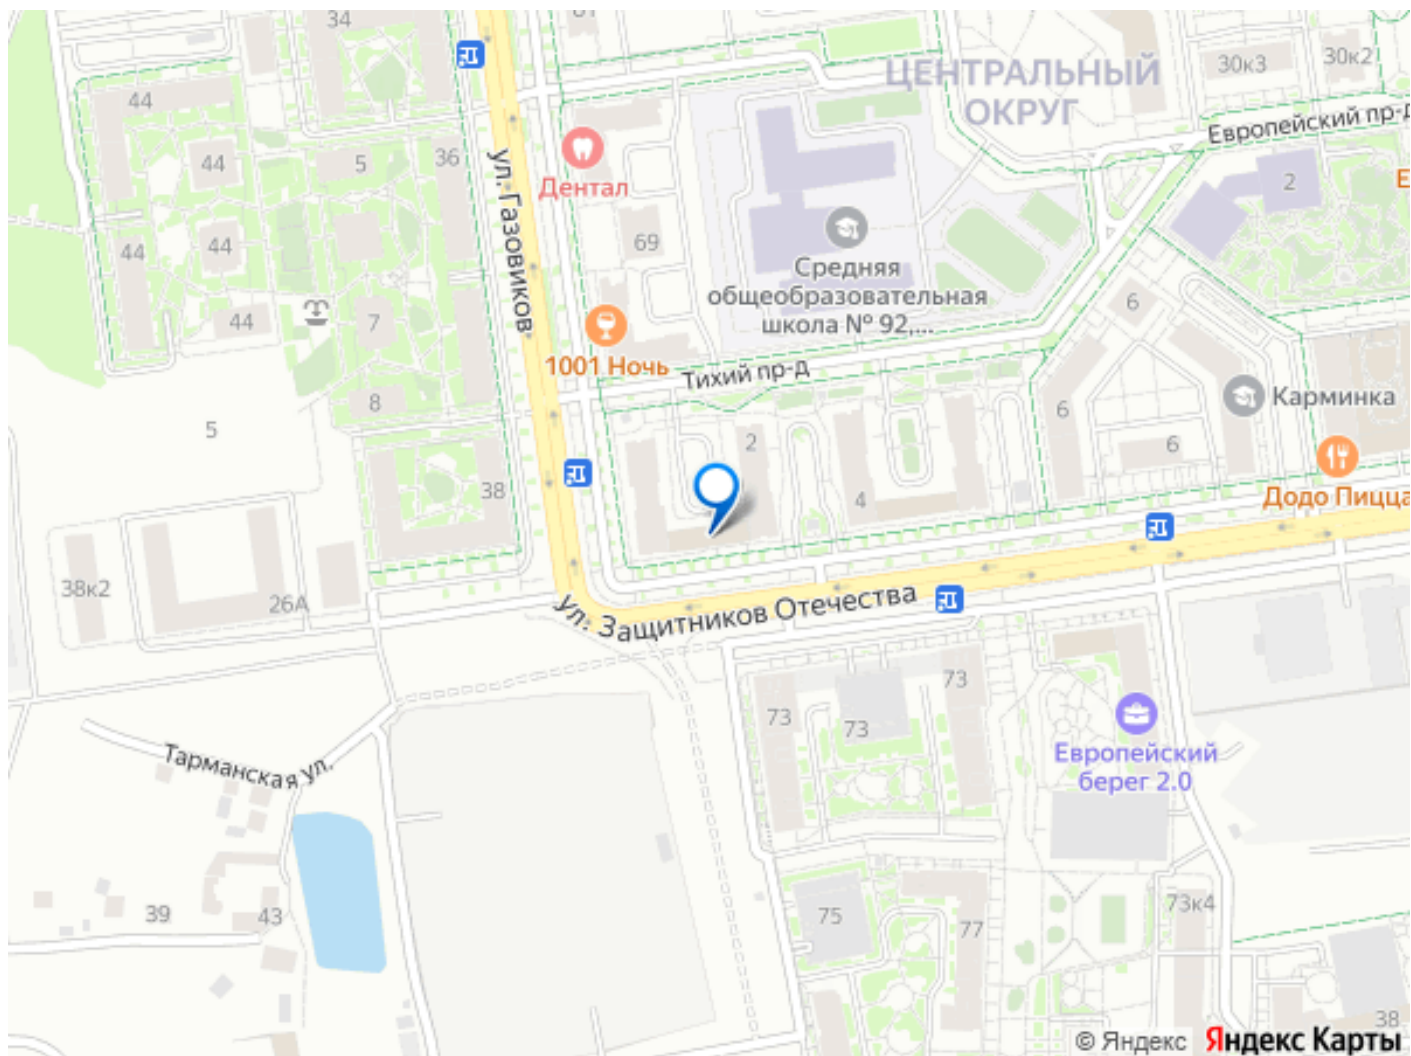 34
61
ЦЕНТРАЛЬНЫЙ
ОКРУГ
30к3
30к2
Европейский пр-д
44
44
5
36
ул. Газовиков
Дентал
2
Е
44
44
69
Средняя
общеобразовательная
школа № 92,...
44
7
1001 Ночь
Тихий пр-д
6
8
5
6
Карминка
2
6
38
4
Додо Пицца
38к2
26А
ул. Защитников Отечества
73
73
73
Тарманская ул.
Европейский
берег 2.0
39
43
75
77
73к4
38
© Яндекс
Яндекс Карты